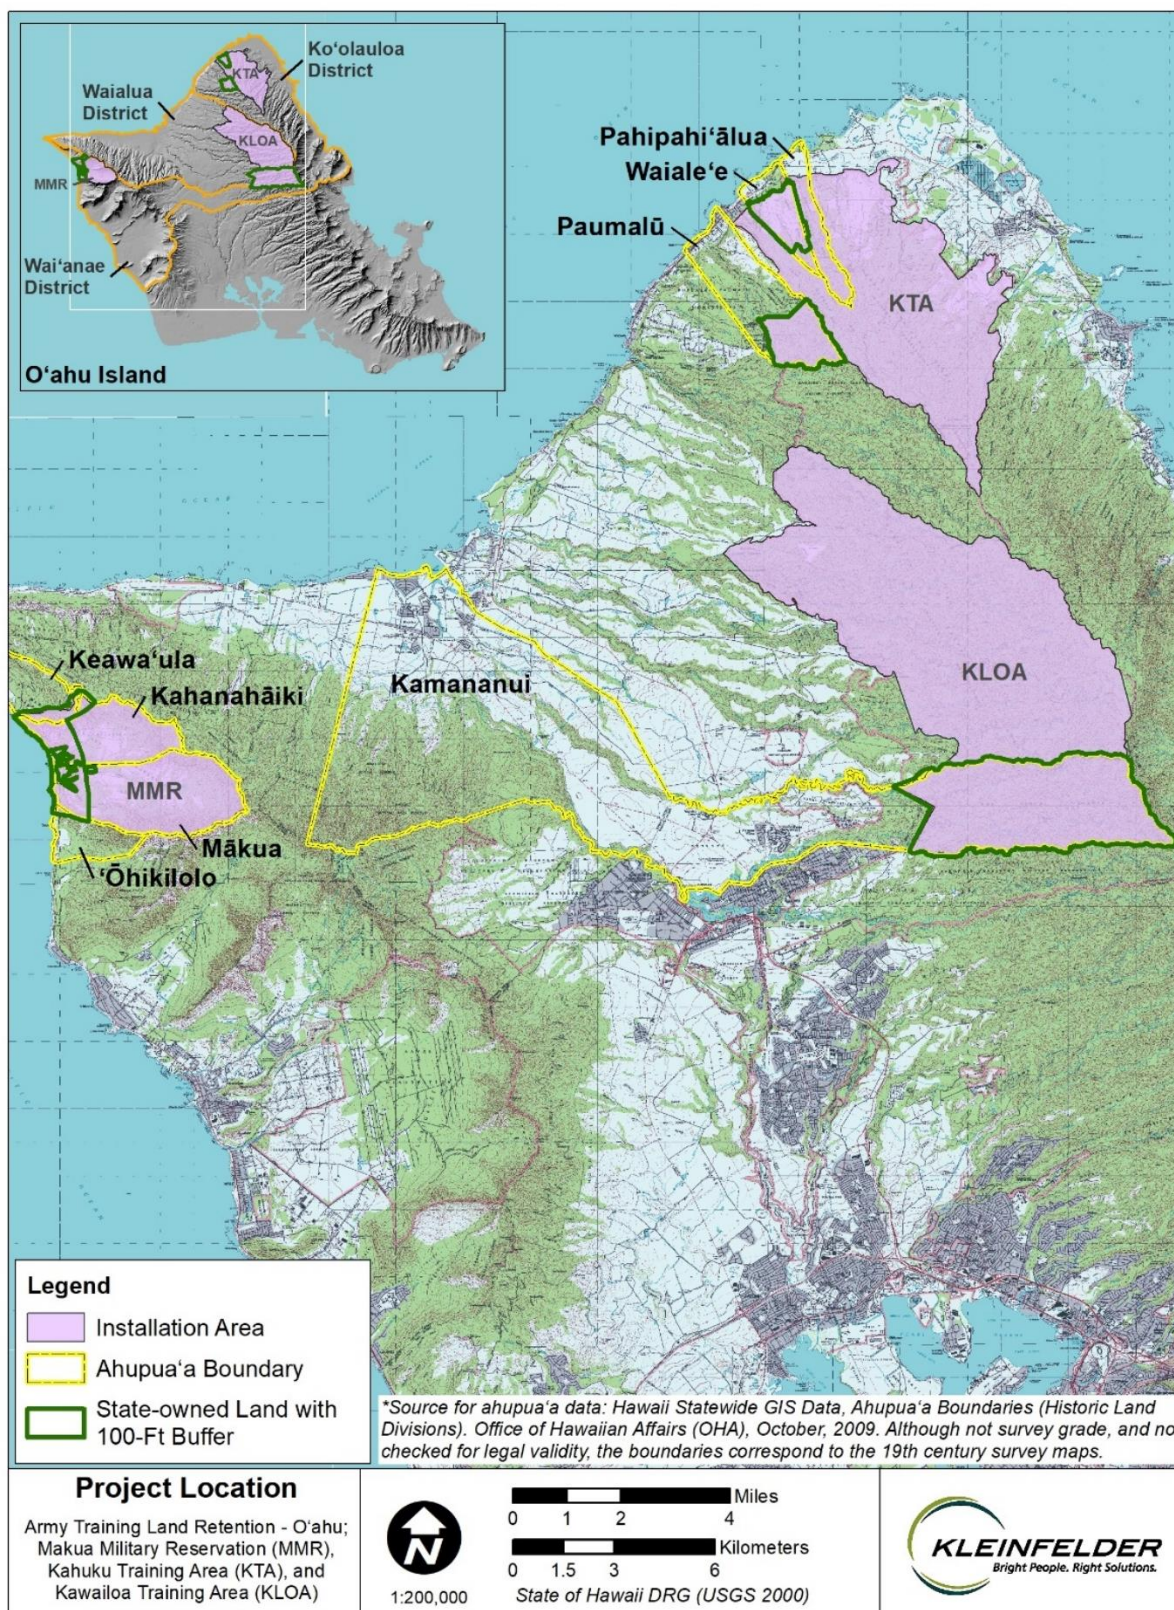 Ko‘olauloa
District
Waialua
District
KTA
KLOA
MMR
Wai‘anae
District
O‘ahu Island
Pahipahi‘ālua
Waiale‘e
Paumalū
KTA
KLOA
Keawa‘ula
Kahanahāiki
Kamananui
MMR
Mākua
‘Ōhikilolo
Legend
Installation Area
Ahupua‘a Boundary
State-owned Land with
100-Ft Buffer
*Source for ahupua‘a data: Hawaii Statewide GIS Data, Ahupua‘a Boundaries (Historic Land
Divisions). Office of Hawaiian Affairs (OHA), October, 2009. Although not survey grade, and no
checked for legal validity, the boundaries correspond to the 19th century survey maps.
Project Location
Army Training Land Retention - O‘ahu;
Makua Military Reservation (MMR),
Kahuku Training Area (KTA), and
Kawailoa Training Area (KLOA)
N
1:200,000
Miles
0 1 2 4
Kilometers
0 1.5 3 6
State of Hawaii DRG (USGS 2000)
KLEINFELDER
Bright People. Right Solutions.